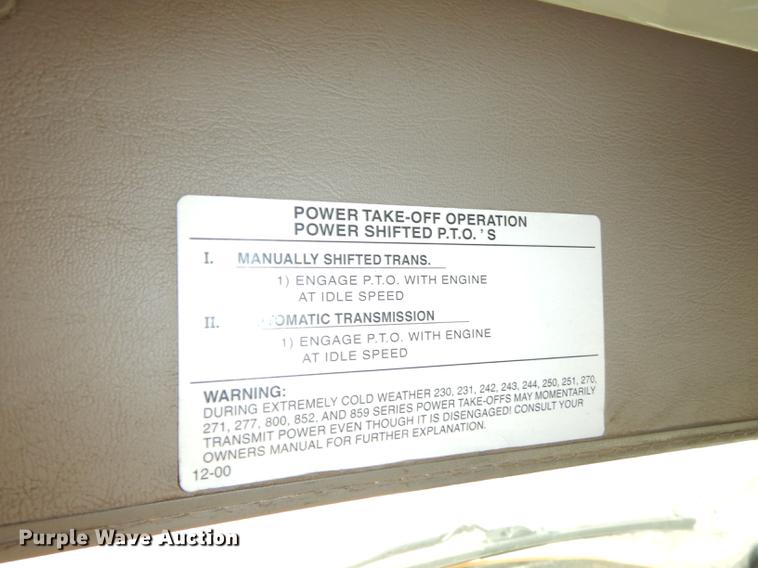 POWER TAKE-OFF OPERATION
POWER SHIFTED P.T.O.'S
I. MANUALLY SHIFTED TRANS.
1) ENGAGE P.T.O. WITH ENGINE
AT IDLE SPEED
II. TOMATIC TRANSMISSION
1) ENGAGE P.T.O. WITH ENGINE
AT IDLE SPEED
WARNING:
DURING EXTREMELY COLD WEATHER 230, 231, 242, 243, 244, 250, 251, 270,
271, 277, 800, 852, AND 859 SERIES POWER TAKE-OFFS MAY MOMENTARILY
TRANSMIT POWER EVEN THOUGH IT IS DISENGAGED! CONSULT YOUR
OWNERS MANUAL FOR FURTHER EXPLANATION.
12-00
Purple Wave Auction